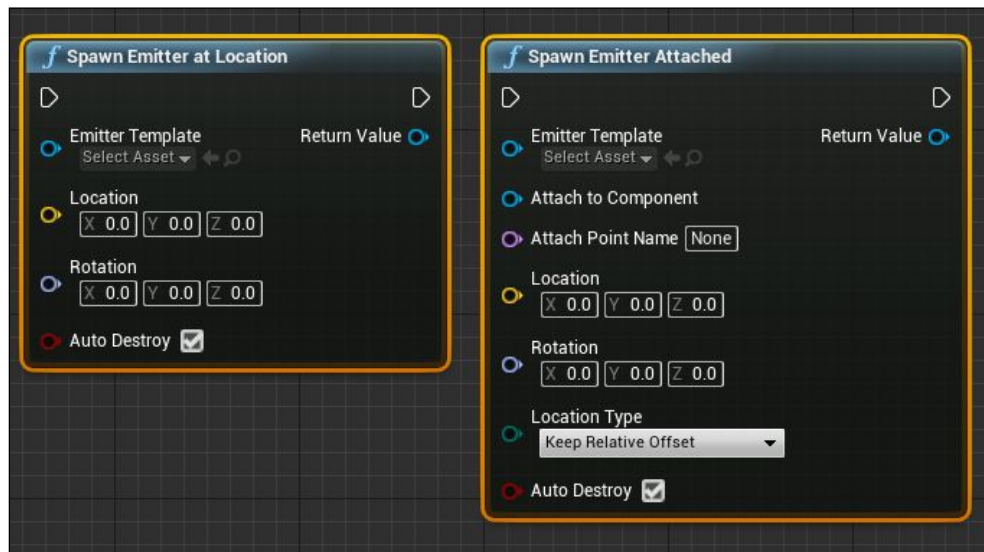 f Spawn Emitter at Location
Emitter Template
Return Value
Select Asset
Location
X 0.0 Y 0.0 Z 0.0
Rotation
X 0.0 Y 0.0 Z 0.0
Auto Destroy
f Spawn Emitter Attached
Emitter Template
Return Value
Select Asset
Attach to Component
Attach Point Name None
Location
X 0.0 Y 0.0 Z 0.0
Rotation
X 0.0 Y 0.0 Z 0.0
Location Type
Keep Relative Offset
Auto Destroy